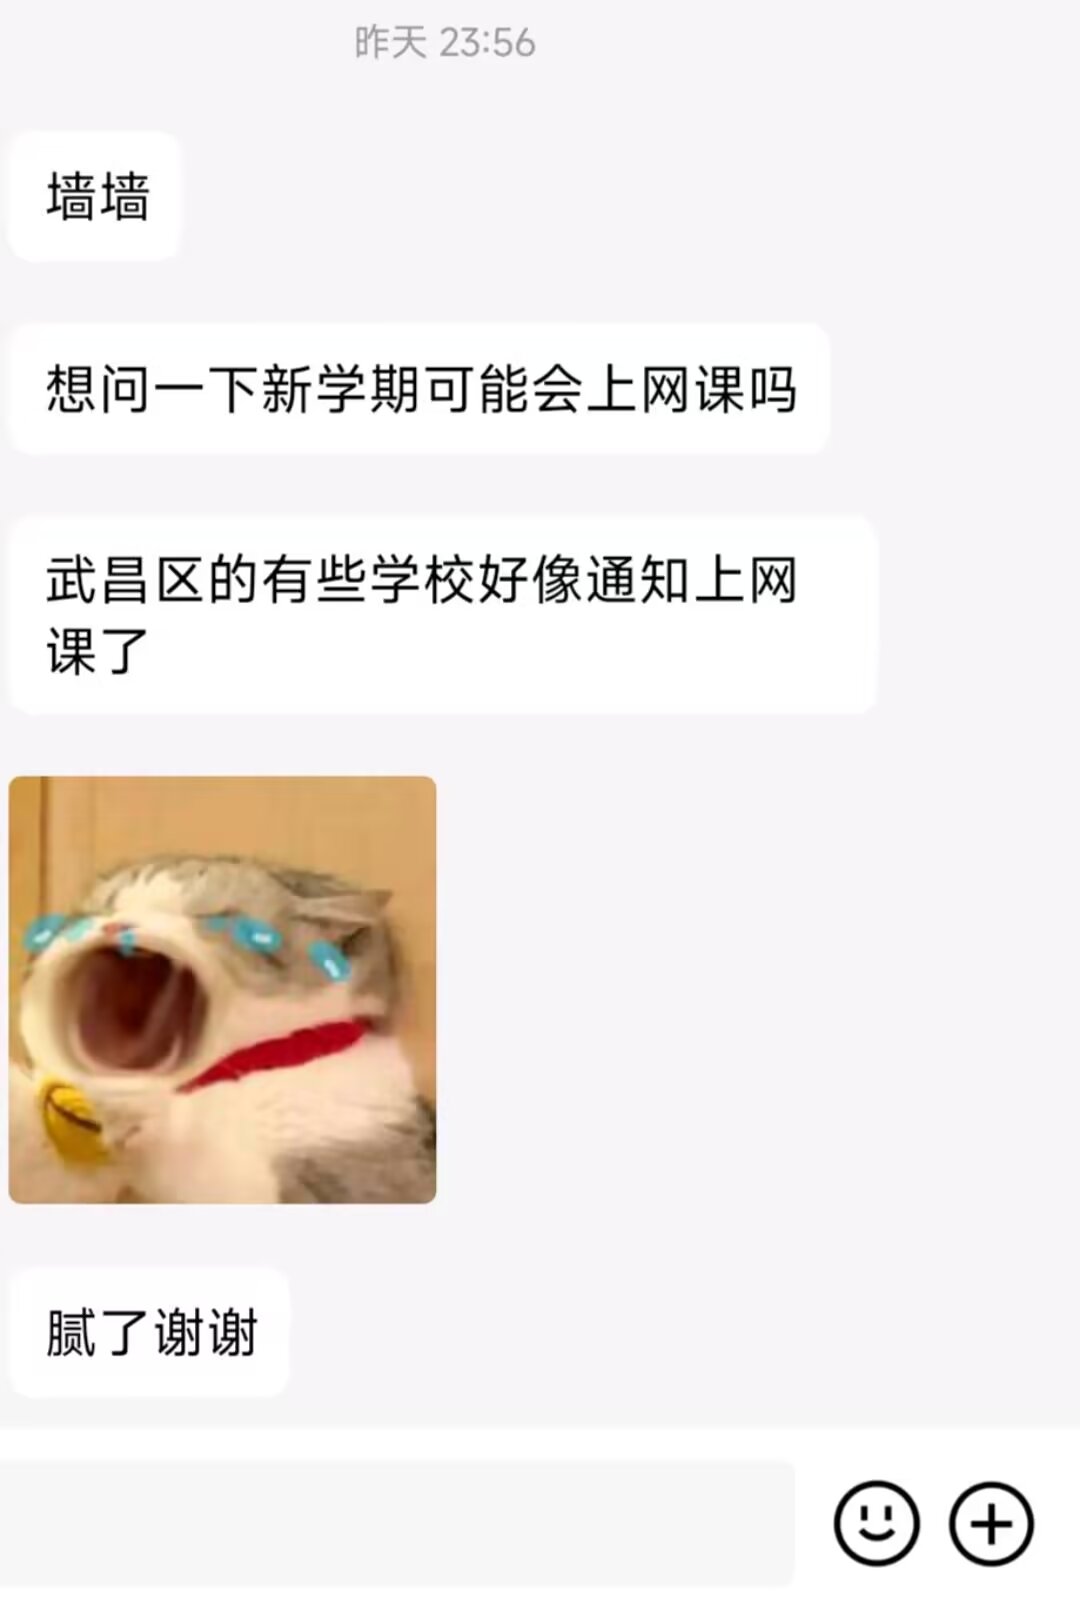 昨天 23:56
墙墙
想问一下新学期可能会上网课吗
武昌区的有些学校好像通知上网
课了
腻了谢谢